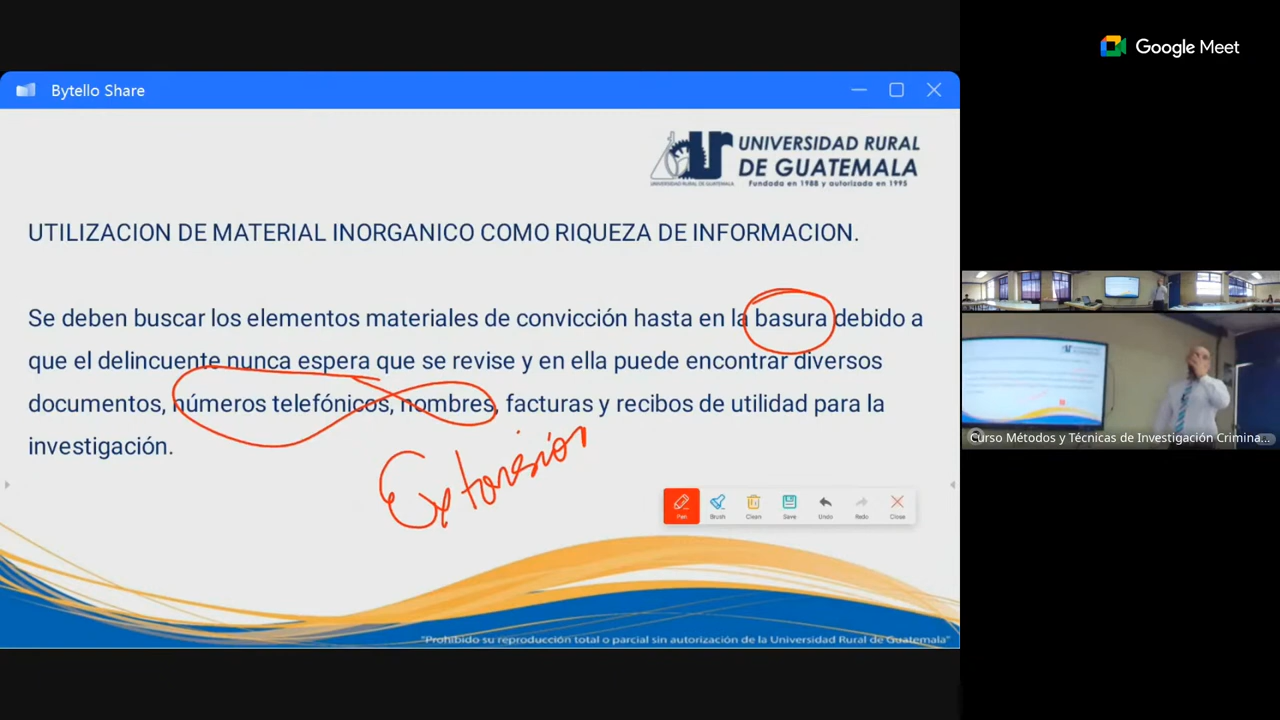 Google Meet
Bytello Share
UNIVERSIDAD RURAL
DE GUATEMALA
Fundada en 1988 y autorizada en 1995
UNIVERSIDAD RURAL DE GUATEMALA
UTILIZACION DE MATERIAL INORGANICO COMO RIQUEZA DE INFORMACION.
Se deben buscar los elementos materiales de convicción hasta en la basura debido a
que el delincuente nunca espera que se revise y en ella puede encontrar diversos
documentos, números telefónicos, nombres, facturas y recibos de utilidad para la
investigación.
Extorsión
Pen Brush Clean Save Undo Redo Close
Curso Métodos y Técnicas de Investigación Crimina...
"Prohibido su reproducción total o parcial sin autorización de la Universidad Rural de Guatemala"